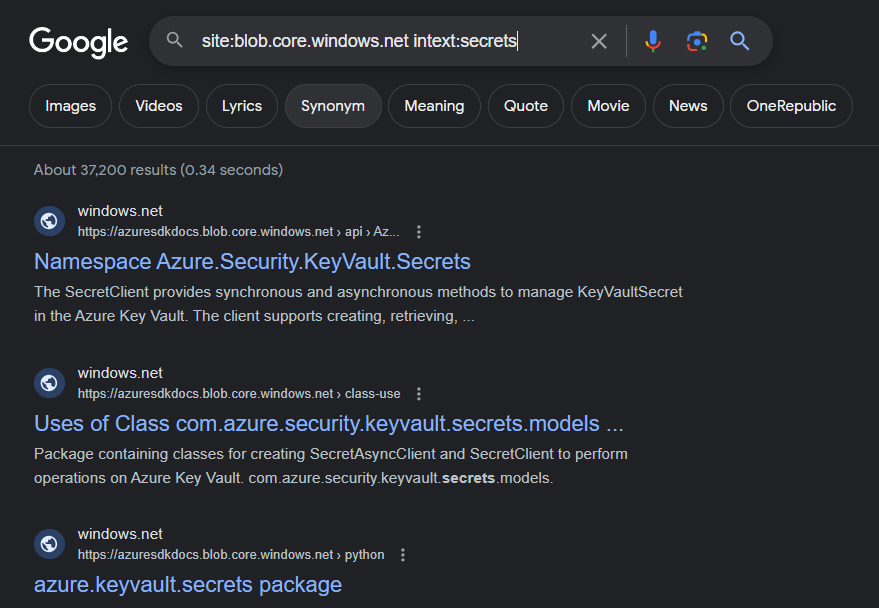 Google
site:blob.core.windows.net intext:secrets
Images Videos Lyrics Synonym Meaning Quote Movie News OneRepublic
About 37,200 results (0.34 seconds)
windows.net
https://azuresdkdocs.blob.core.windows.net › api › Az...
Namespace Azure.Security.KeyVault.Secrets
The SecretClient provides synchronous and asynchronous methods to manage KeyVaultSecret
in the Azure Key Vault. The client supports creating, retrieving, ...
windows.net
https://azuresdkdocs.blob.core.windows.net › class-use
Uses of Class com.azure.security.keyvault.secrets.models ...
Package containing classes for creating SecretAsyncClient and SecretClient to perform
operations on Azure Key Vault. com.azure.security.keyvault.secrets.models.
windows.net
https://azuresdkdocs.blob.core.windows.net › python
azure.keyvault.secrets package